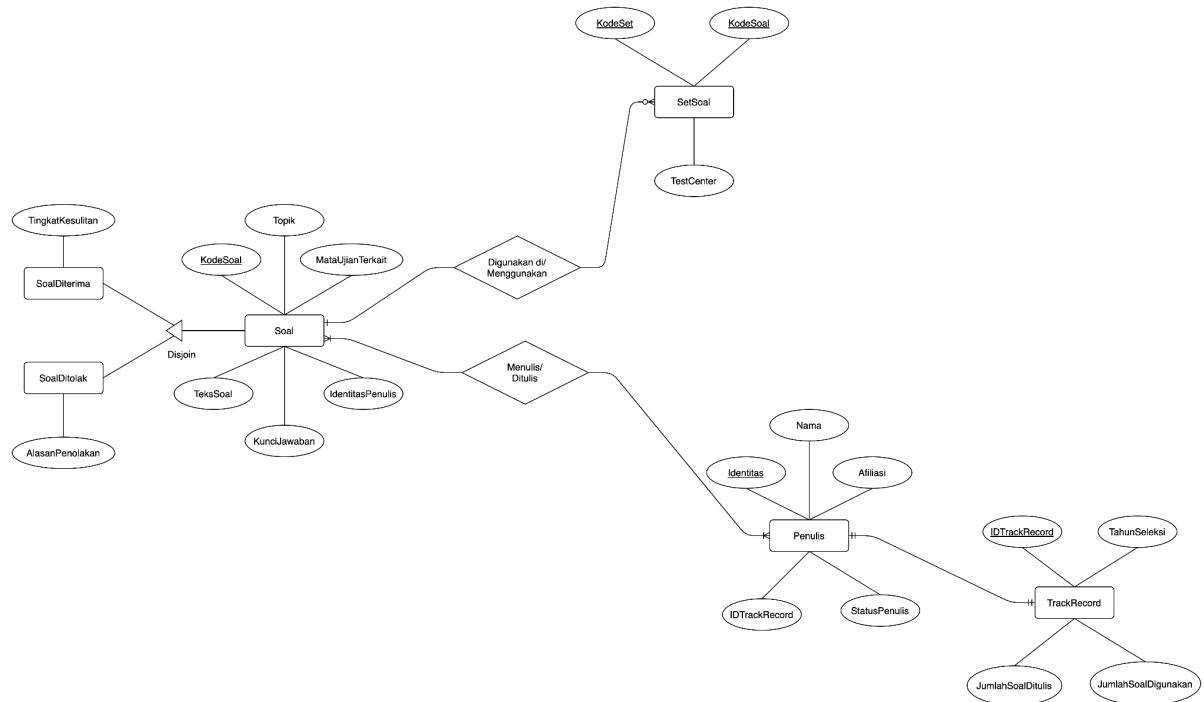 KodeSet
KodeSoal
SetSoal
TestCenter
TingkatKesulitan
Topik
KodeSoal
MataUjianTerkait
Digunakan di/
Menggunakan
SoalDiterima
Soal
Disjoin
SoalDitolak
Menulis/
Ditulis
TeksSoal
IdentitasPenulis
KunciJawaban
AlasanPenolakan
Nama
Identitas
Afiliasi
Penulis
IDTrackRecord
TahunSeleksi
IDTrackRecord
StatusPenulis
TrackRecord
JumlahSoalDitulis
JumlahSoalDigunakan